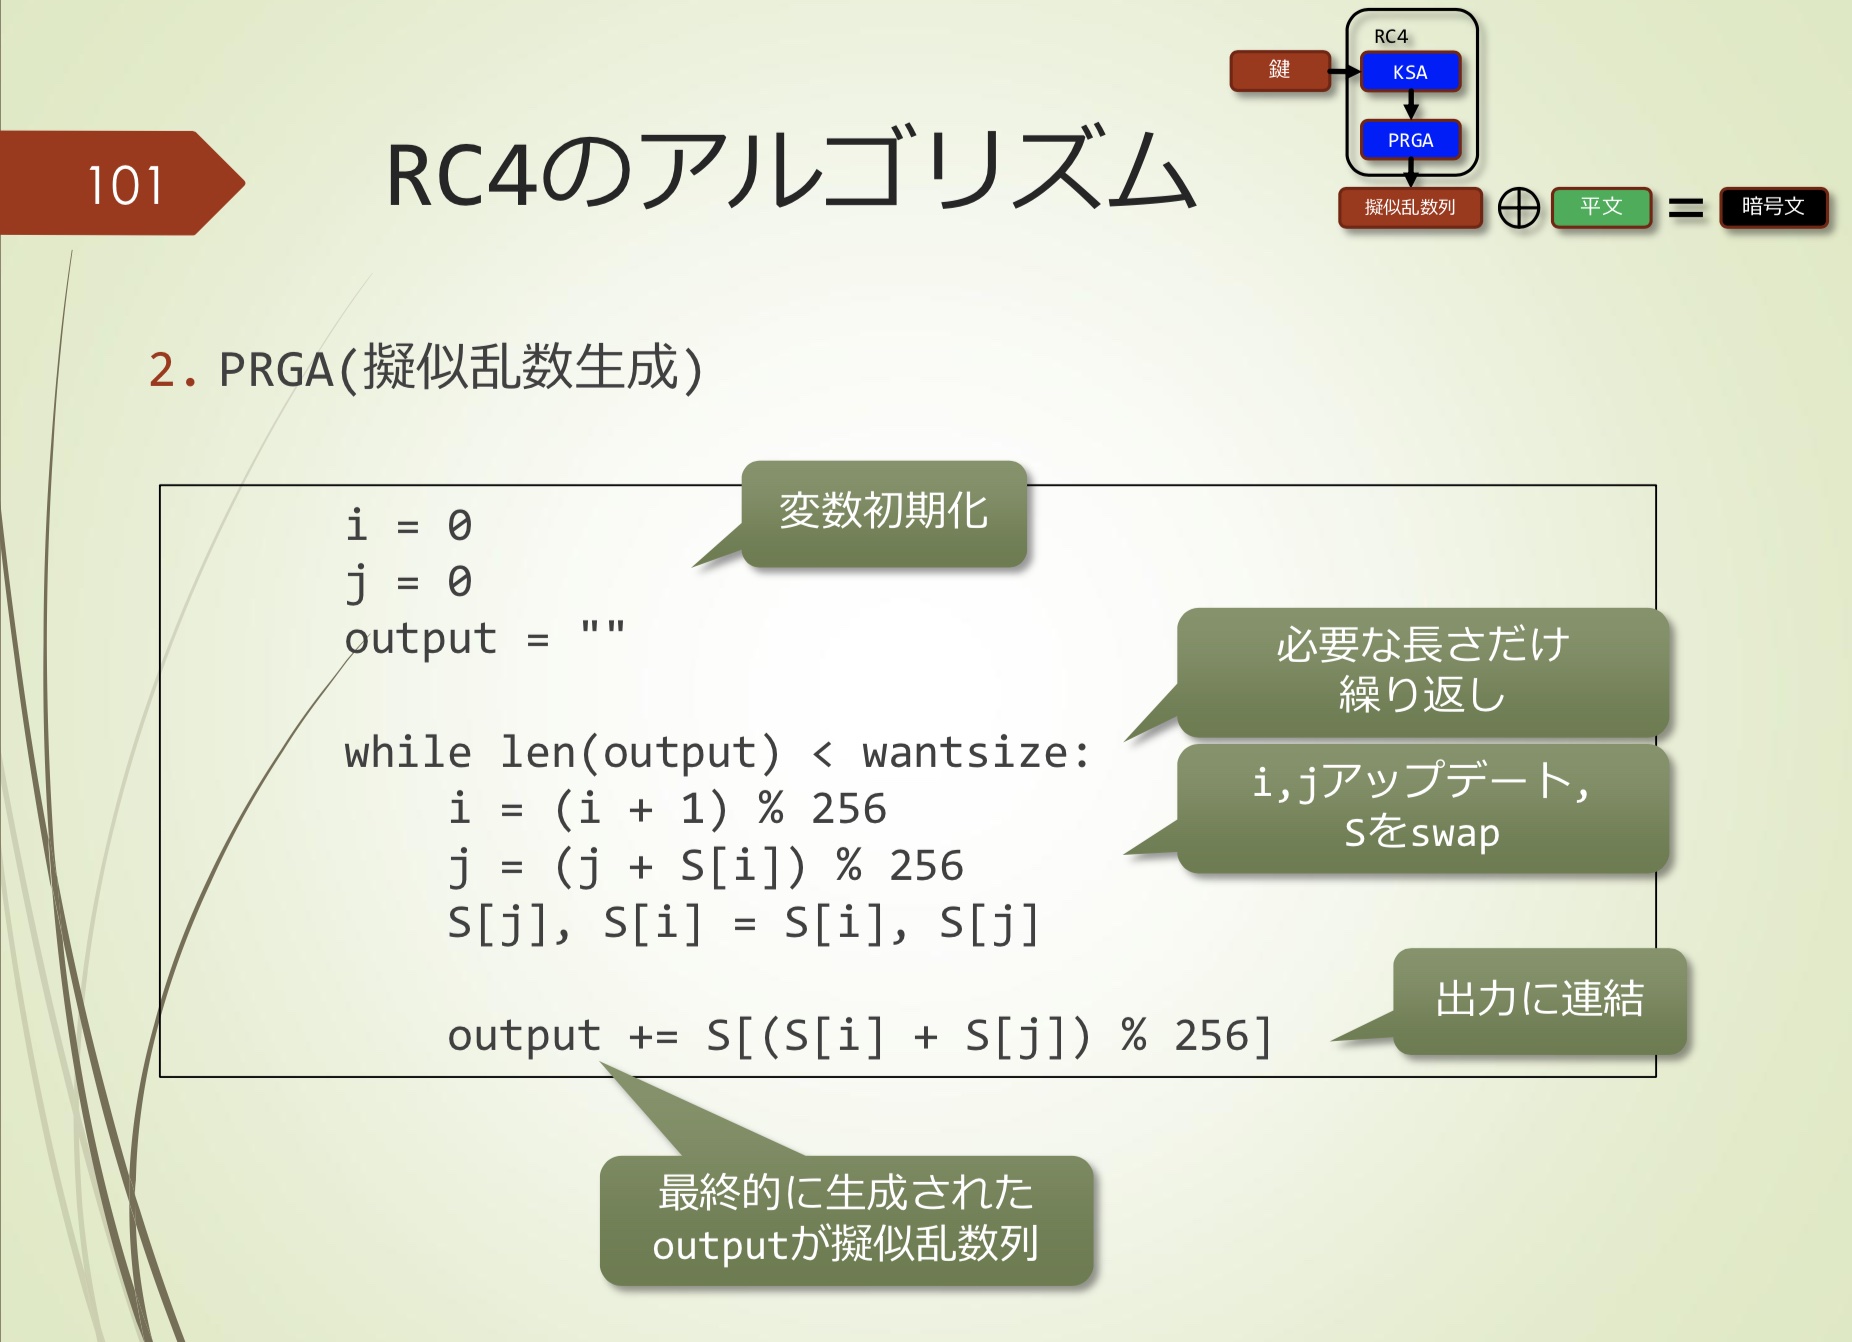 RC4
鍵
KSA
PRGA
擬似乱数列 ⊕ 平文 = 暗号文
101
RC4のアルゴリズム
2. PRGA(擬似乱数生成)
変数初期化
i = 0
j = 0
output = ""
必要な長さだけ
繰り返し
while len(output) < wantsize:
i,jアップデート,
Sをswap
i = (i + 1) % 256
j = (j + S[i]) % 256
S[j], S[i] = S[i], S[j]
出力に連結
output += S[(S[i] + S[j]) % 256]
最終的に生成された
outputが擬似乱数列